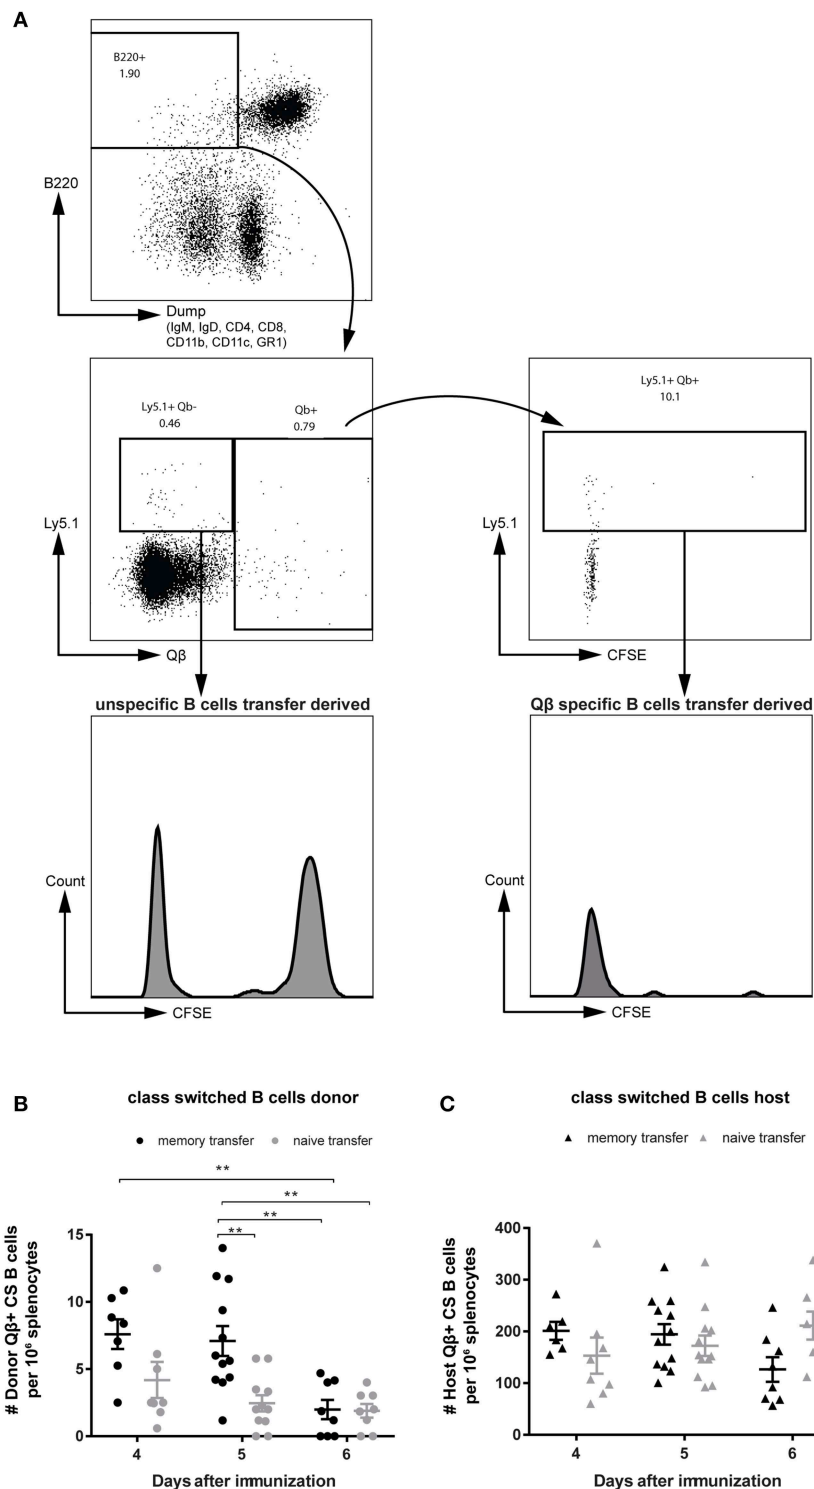 A
B220+
1.90
B220
Dump
(IgM, IgD, CD4, CD8,
CD11b, CD11c, GR1)
Ly5.1+ Qb-
0.46
Qb+
0.79
Ly5.1
Qβ
Ly5.1+ Qb+
10.1
Ly5.1
CFSE
unspecific B cells transfer derived
Count
CFSE
Qβ specific B cells transfer derived
Count
CFSE
B
class switched B cells donor
memory transfer
naive transfer
**
**
**
**
# Donor Qβ+ CS B cells
per 10⁶ splenocytes
15
10
5
0
4
5
6
Days after immunization
C
class switched B cells host
memory transfer
naive transfer
# Host Qβ+ CS B cells
per 10⁶ splenocytes
400
300
200
100
0
4
5
6
Days after immunization